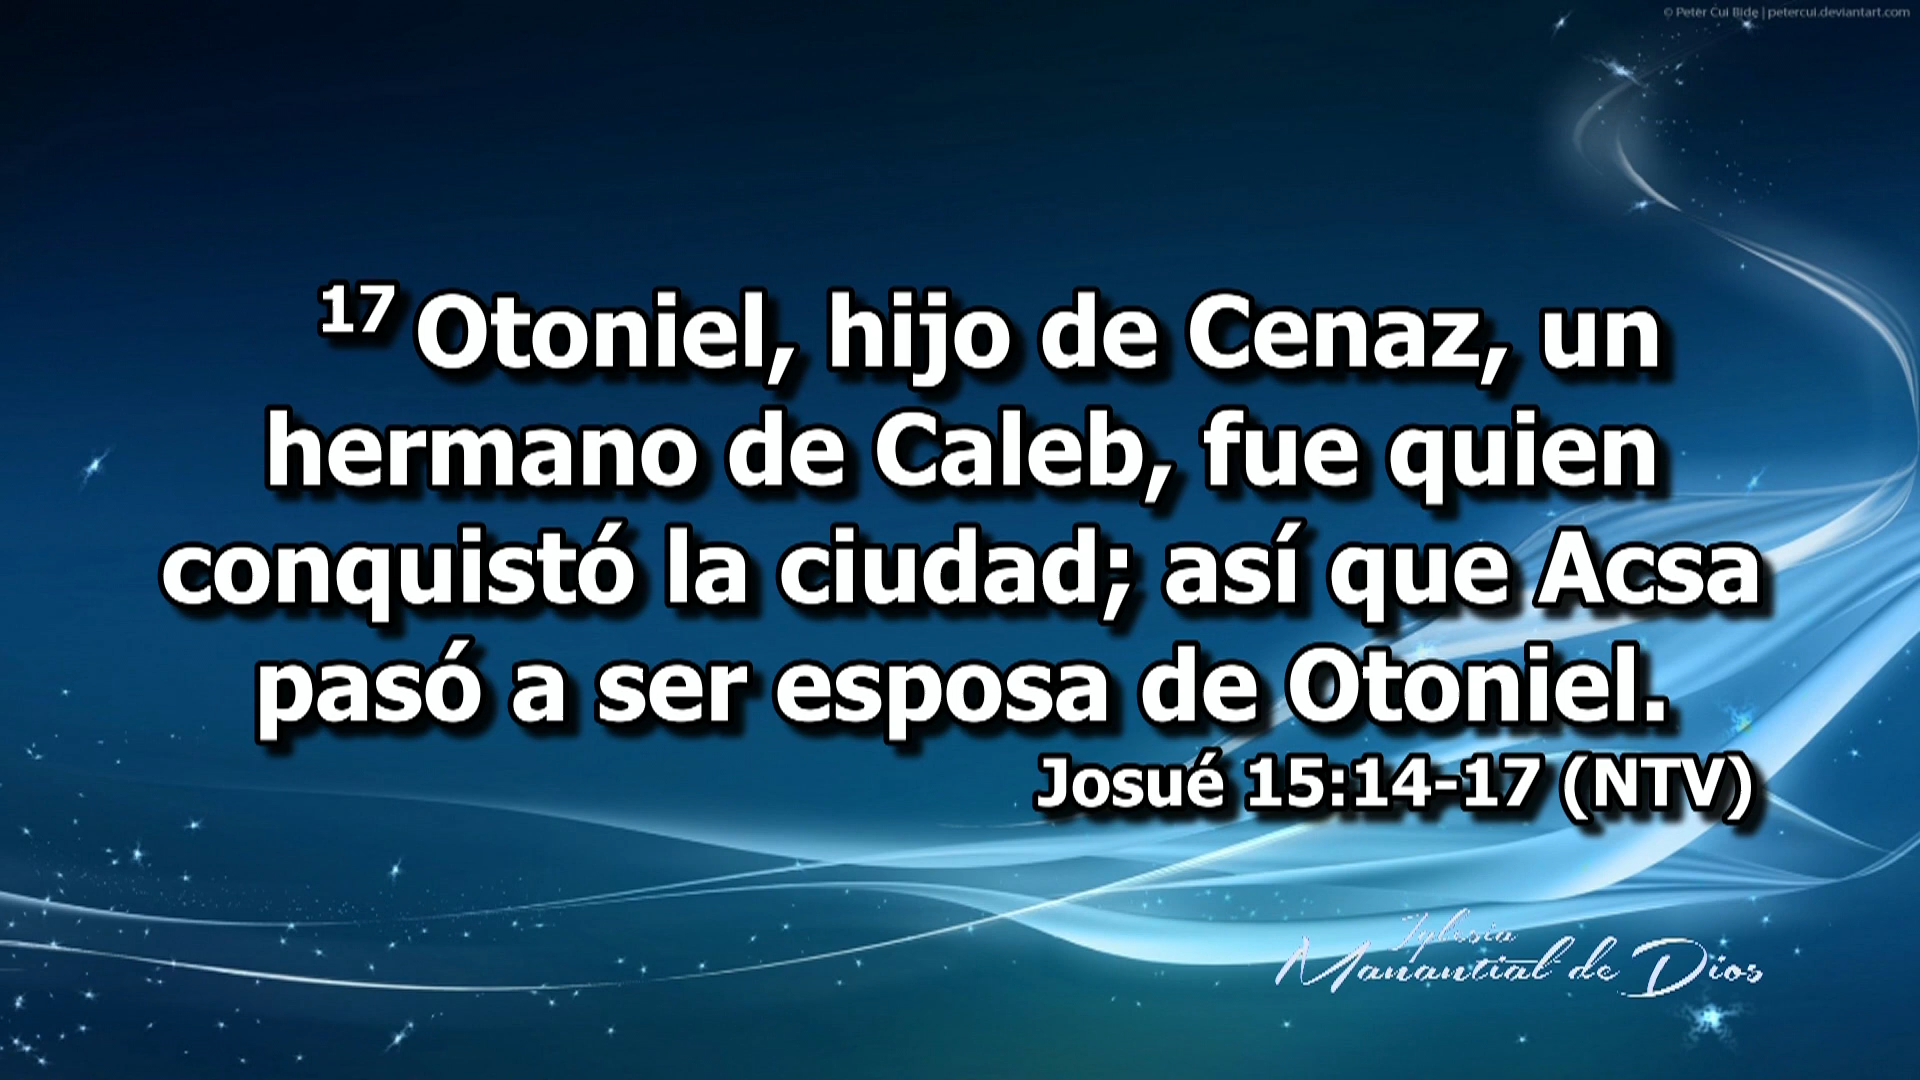 © Peter Cui Bide | petercui.deviantart.com
17 Otoniel, hijo de Cenaz, un
hermano de Caleb, fue quien
conquistó la ciudad; así que Acsa
pasó a ser esposa de Otoniel.
Josué 15:14-17 (NTV)
Iglesia
Manantial de Dios